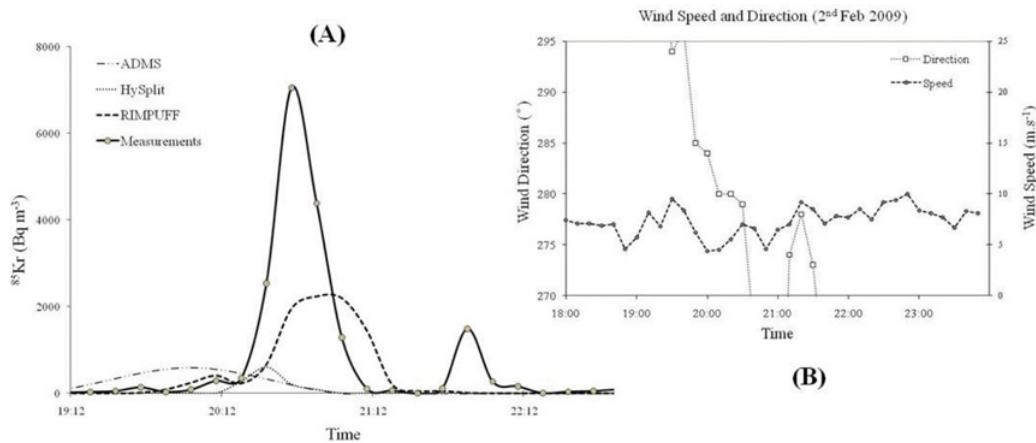 (A)
8000
6000
4000
2000
0
⁸⁵Kr (Bq m⁻³)
ADMS
HySplit
RIMPUFF
Measurements
19:12 20:12 21:12 22:12
Time
Wind Speed and Direction (2ⁿᵈ Feb 2009)
295
290
285
280
275
270
Wind Direction (°)
Direction
Speed
25
20
15
10
5
0
Wind Speed (m.s⁻¹)
18:00 19:00 20:00 21:00 22:00 23:00
Time
(B)